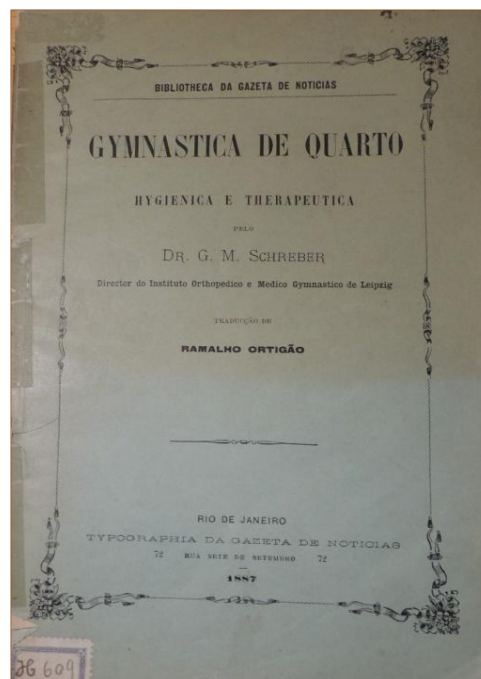 BIBLIOTHECA DA GAZETA DE NOTICIAS
GYMNASTICA DE QUARTO
HYGIENICA E THERAPEUTICA
PELO
DR. G. M. SCHREBER
Director do Instituto Orthopedico e Medico Gymnastico de Leipzig
TRADUCÇÃO DE
RAMALHO ORTIGÃO
RIO DE JANEIRO
TYPOGRAPHIA DA GAZETA DE NOTICIAS
72 RUA SETE DE SETEMBRO 72
1887
JG 609